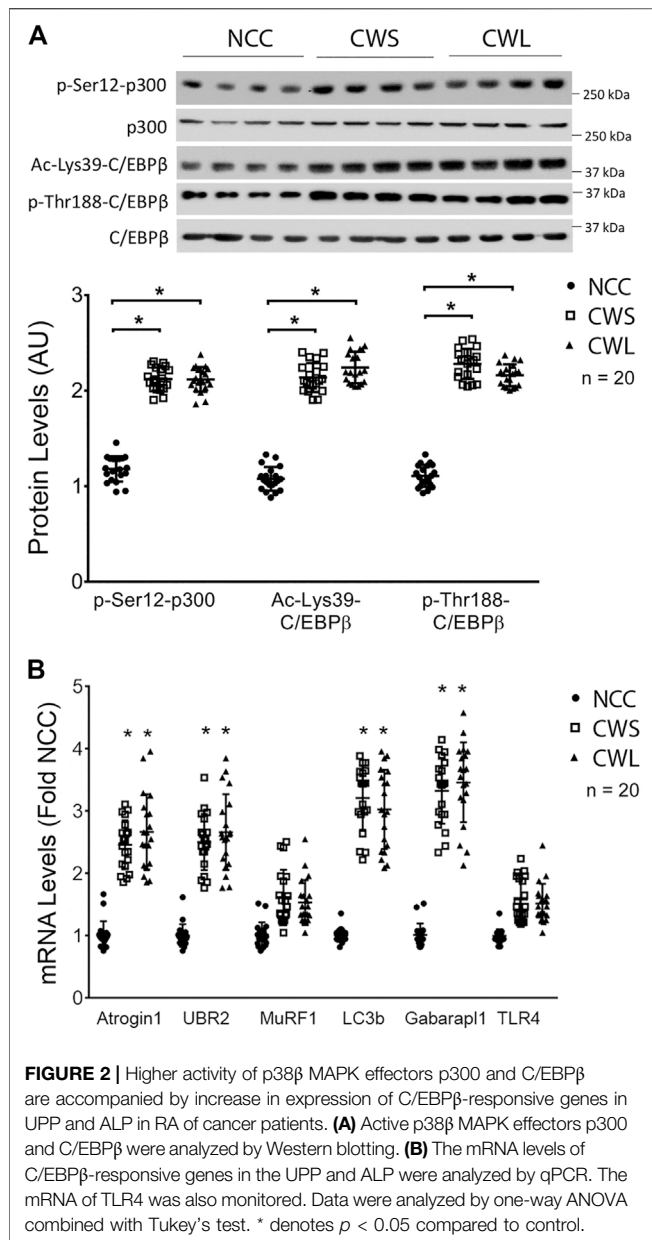 A
NCC CWS CWL
p-Ser12-p300
250 kDa
p300
250 kDa
Ac-Lys39-C/EBPβ
37 kDa
p-Thr188-C/EBPβ
37 kDa
37 kDa
C/EBPβ
Protein Levels (AU)
3
2
1
0
* * * * * *
NCC
CWS
CWL
n = 20
p-Ser12-p300 Ac-Lys39-C/EBPβ p-Thr188-C/EBPβ
B
mRNA Levels (Fold NCC)
5
4
3
2
1
0
* * * * * * * *
NCC
CWS
CWL
n = 20
Atrogin1 UBR2 MuRF1 LC3b Gabarapl1 TLR4
FIGURE 2 | Higher activity of p38β MAPK effectors p300 and C/EBPβ
are accompanied by increase in expression of C/EBPβ-responsive genes in
UPP and ALP in RA of cancer patients. (A) Active p38β MAPK effectors p300
and C/EBPβ were analyzed by Western blotting. (B) The mRNA levels of
C/EBPβ-responsive genes in the UPP and ALP were analyzed by qPCR. The
mRNA of TLR4 was also monitored. Data were analyzed by one-way ANOVA
combined with Tukey's test. * denotes p < 0.05 compared to control.